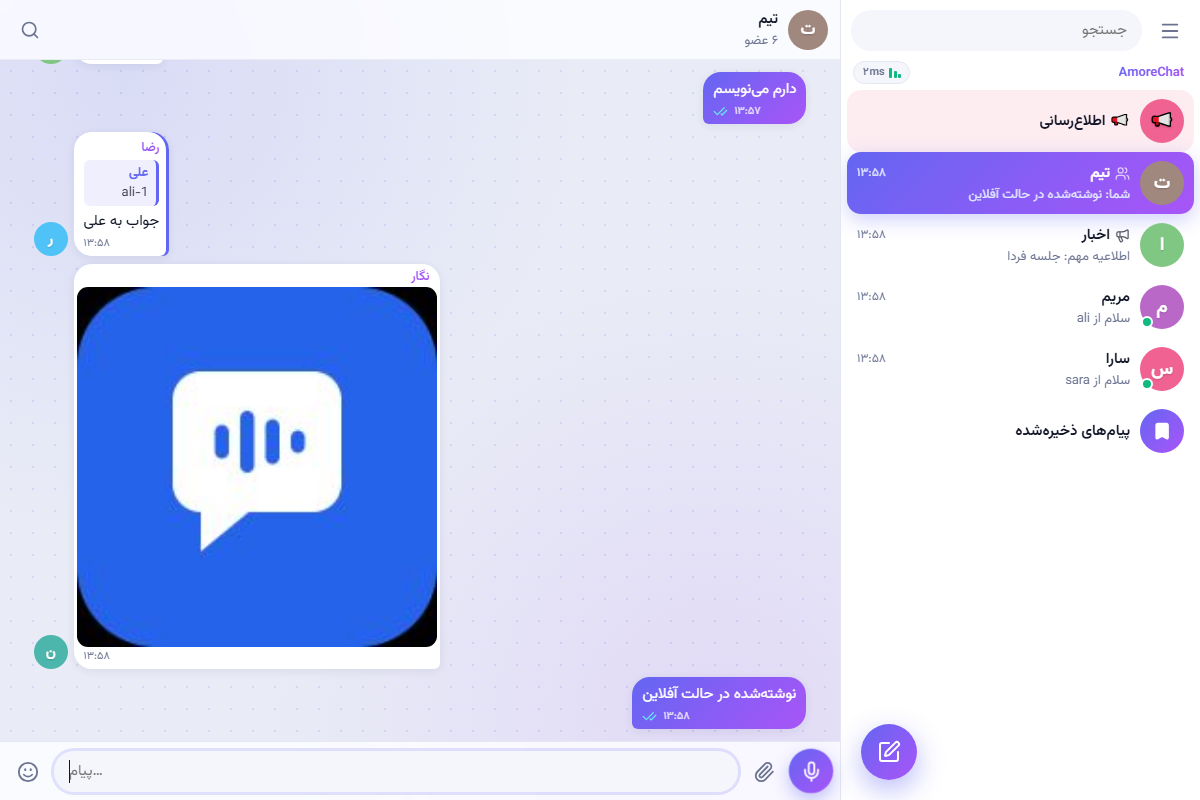 جستجو
AmoreChat
۲ms
📢 اطلاع‌رسانی
ت
تیم
۱۳:۵۸
شما: نوشته‌شده در حالت آفلاین
ا
اخبار
۱۳:۵۸
اطلاعیه مهم: جلسه فردا
م
مریم
۱۳:۵۸
سلام از ali
س
سارا
۱۳:۵۸
سلام از sara
پیام‌های ذخیره‌شده
ت
تیم
۶ عضو
دارم می‌نویسم
۱۳:۵۷
رضا
علی
ali-1
جواب به علی
۱۳:۵۸
ر
نگار
۱۳:۵۸
ن
نوشته‌شده در حالت آفلاین
۱۳:۵۸
پیام...